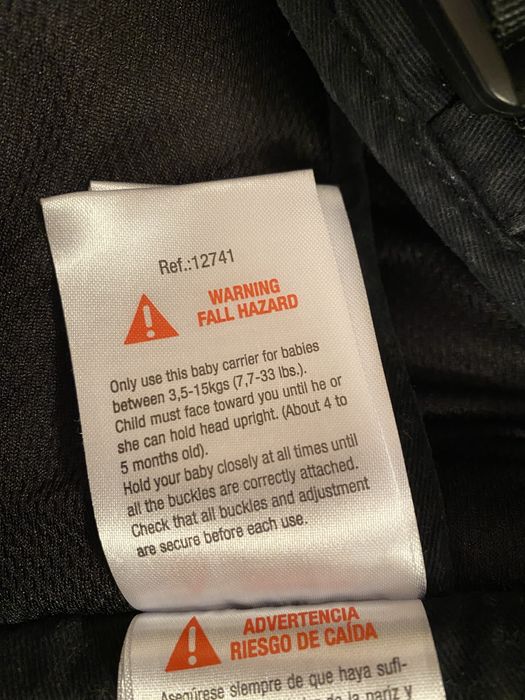 Ref.:12741
WARNING
FALL HAZARD
Only use this baby carrier for babies
between 3,5-15kgs (7,7-33 lbs.).
Child must face toward you until he or
she can hold head upright. (About 4 to
5 months old).
Hold your baby closely at all times until
all the buckles are correctly attached.
Check that all buckles and adjustment
are secure before each use.
ADVERTENCIA
RIESGO DE CAÍDA
Asegúrese siempre de que haya sufi-
la nariz y